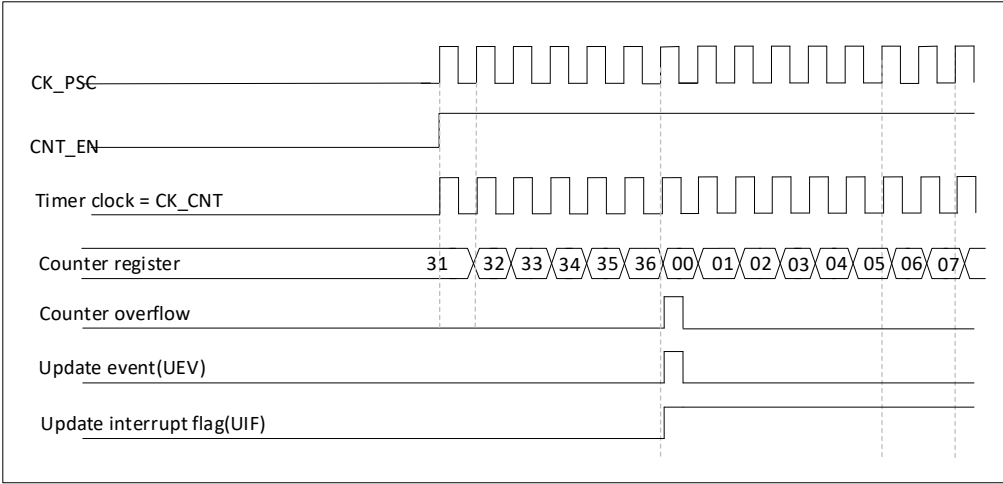 CK_PSC
CNT_EN
Timer clock = CK_CNT
Counter register 31 32 33 34 35 36 00 01 02 03 04 05 06 07
Counter overflow
Update event(UEV)
Update interrupt flag(UIF)